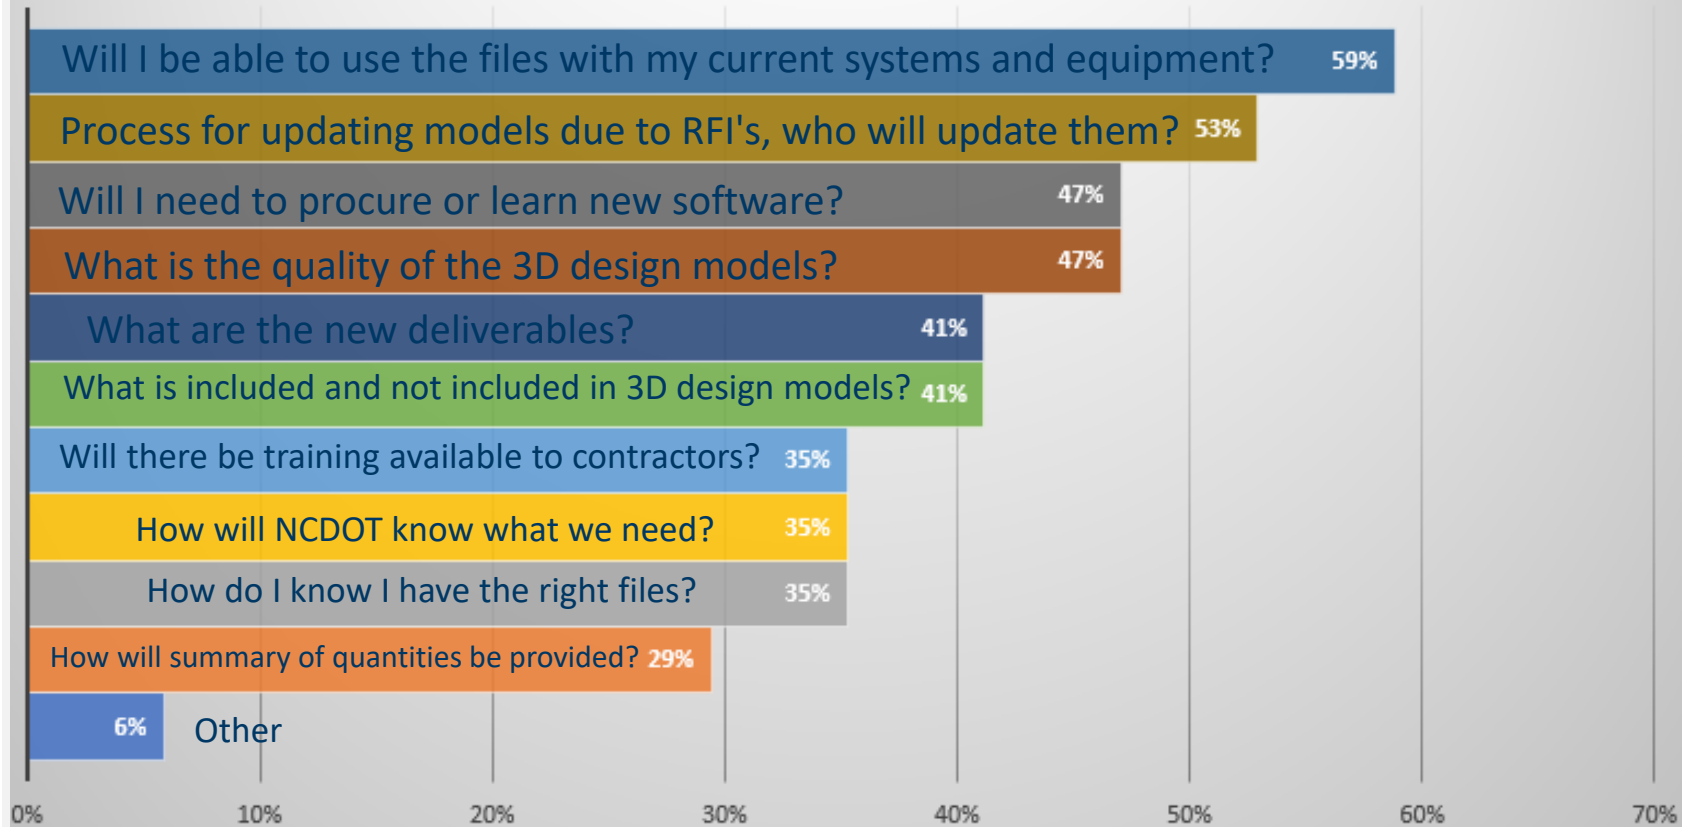 Will I be able to use the files with my current systems and equipment? 59%
Process for updating models due to RFI's, who will update them? 53%
Will I need to procure or learn new software? 47%
What is the quality of the 3D design models? 47%
What are the new deliverables? 41%
What is included and not included in 3D design models? 41%
Will there be training available to contractors? 35%
How will NCDOT know what we need? 35%
How do I know I have the right files? 35%
How will summary of quantities be provided? 29%
6% Other
0% 10% 20% 30% 40% 50% 60% 70%